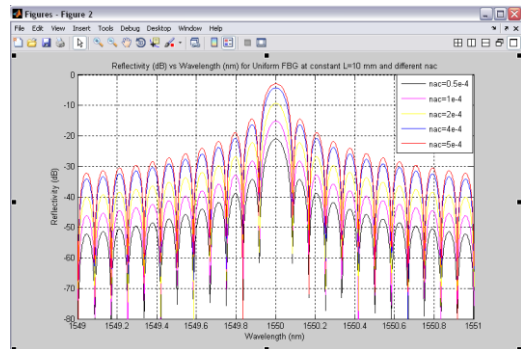 Figures - Figure 2
File Edit View Insert Tools Debug Desktop Window Help
Reflectivity (dB) vs Wavelength (nm) for Uniform FBG at constant L=10 mm and different nac
nac=0.5e-4
nac=1e-4
nac=2e-4
nac=4e-4
nac=5e-4
Reflectivity (dB)
0
-10
-20
-30
-40
-50
-60
-70
-80
1549 1549.2 1549.4 1549.6 1549.8 1550 1550.2 1550.4 1550.6 1550.8 1551
Wavelength (nm)